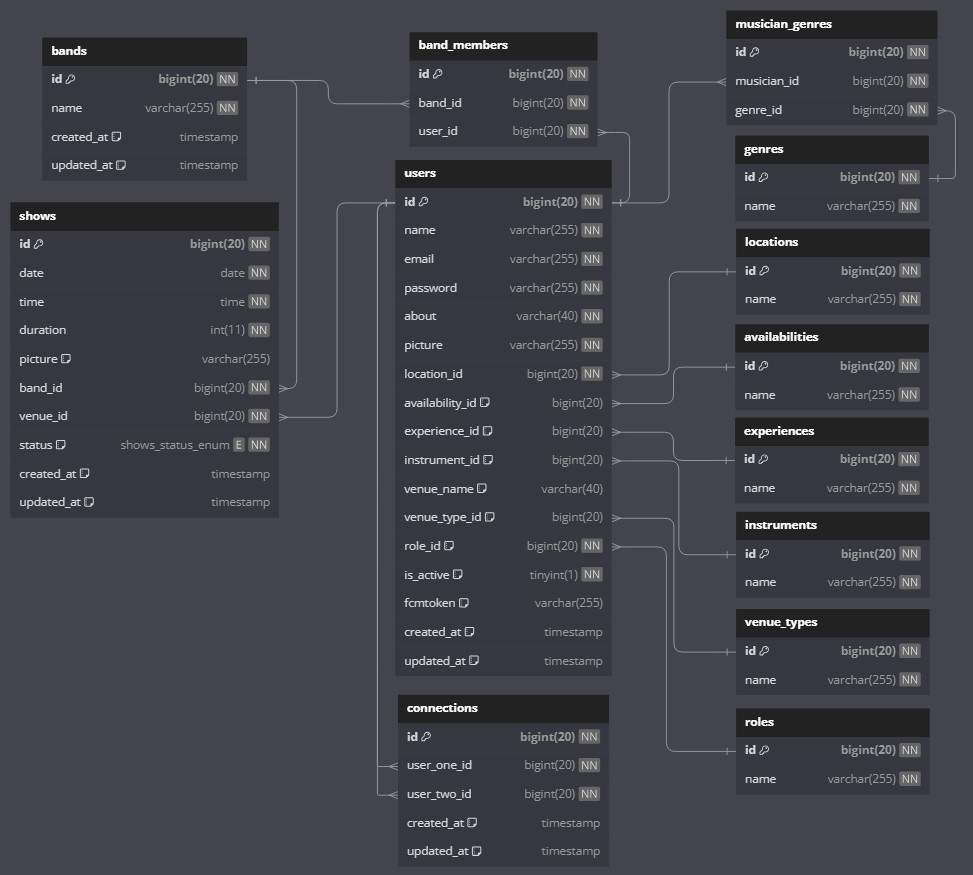 bands
id bigint(20) NN
name varchar(255) NN
created_at timestamp
updated_at timestamp
shows
id bigint(20) NN
date date NN
time time NN
duration int(11) NN
picture varchar(255)
band_id bigint(20) NN
venue_id bigint(20) NN
status shows_status_enum E NN
created_at timestamp
updated_at timestamp
band_members
id bigint(20) NN
band_id bigint(20) NN
user_id bigint(20) NN
users
id bigint(20) NN
name varchar(255) NN
email varchar(255) NN
password varchar(255) NN
about varchar(40) NN
picture varchar(255) NN
location_id bigint(20) NN
availability_id bigint(20)
experience_id bigint(20)
instrument_id bigint(20)
venue_name varchar(40)
venue_type_id bigint(20)
role_id bigint(20) NN
is_active tinyint(1) NN
fcmtoken varchar(255)
created_at timestamp
updated_at timestamp
connections
id bigint(20) NN
user_one_id bigint(20) NN
user_two_id bigint(20) NN
created_at timestamp
updated_at timestamp
musician_genres
id bigint(20) NN
musician_id bigint(20) NN
genre_id bigint(20) NN
genres
id bigint(20) NN
name varchar(255) NN
locations
id bigint(20) NN
name varchar(255) NN
availabilities
id bigint(20) NN
name varchar(255) NN
experiences
id bigint(20) NN
name varchar(255) NN
instruments
id bigint(20) NN
name varchar(255) NN
venue_types
id bigint(20) NN
name varchar(255) NN
roles
id bigint(20) NN
name varchar(255) NN